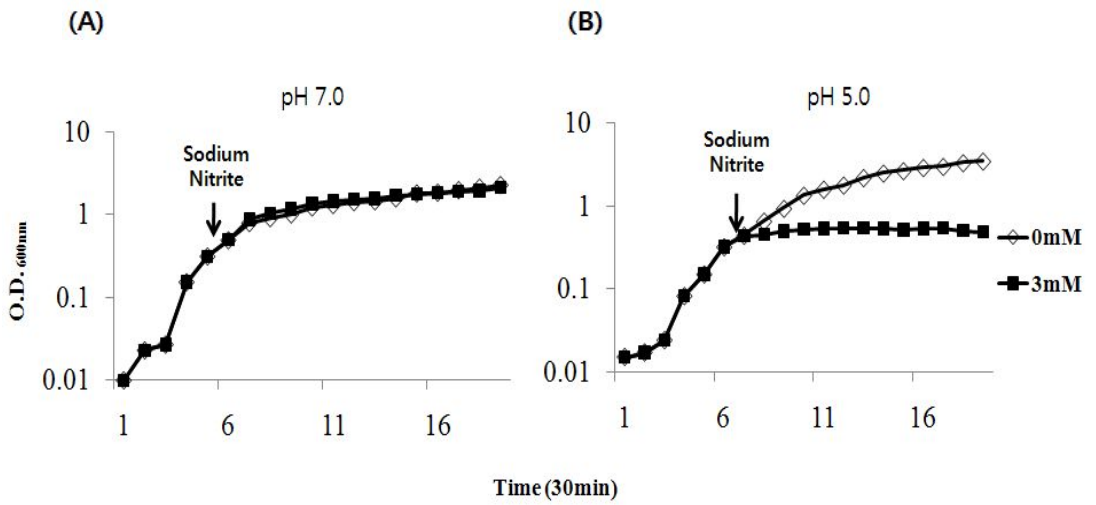 (A)
(B)
pH 7.0
pH 5.0
10
1
0.1
0.01
Sodium
Nitrite
1
6
11
16
10
1
0.1
0.01
Sodium
Nitrite
1
6
11
16
0mM
3mM
O.D. 600nm
Time (30min)